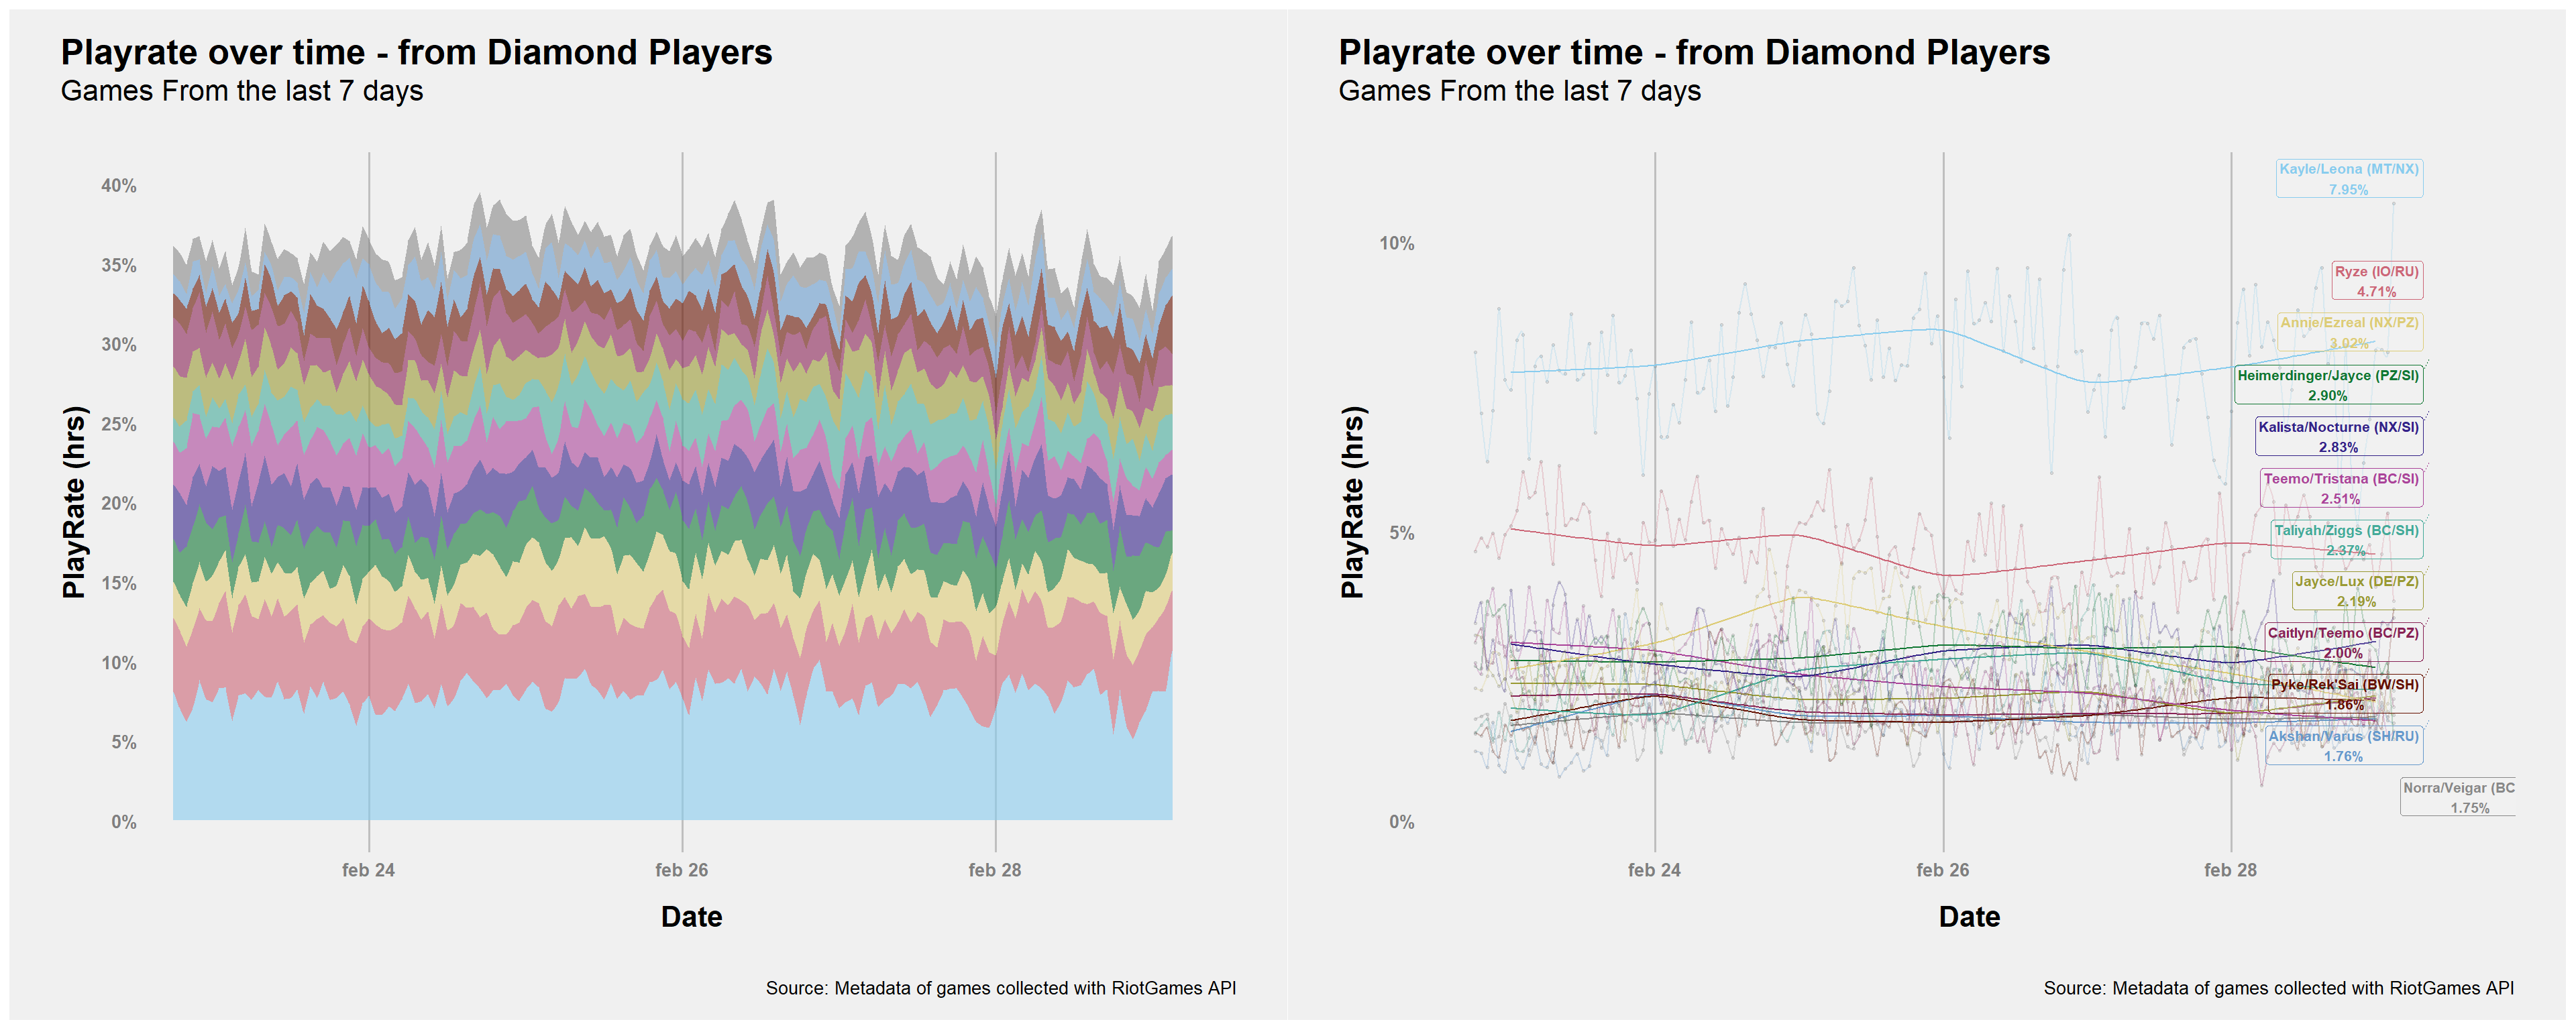 Playrate over time - from Diamond Players
Games From the last 7 days
PlayRate (hrs)
40%
35%
30%
25%
20%
15%
10%
5%
0%
feb 24
feb 26
feb 28
Date
Source: Metadata of games collected with RiotGames API
Playrate over time - from Diamond Players
Games From the last 7 days
PlayRate (hrs)
10%
5%
0%
Kayle/Leona (MT/NX)
7.95%
Ryze (IO/RU)
4.71%
Annie/Ezreal (NX/PZ)
3.02%
Heimerdinger/Jayce (PZ/SI)
2.90%
Kalista/Nocturne (NX/SI)
2.83%
Teemo/Tristana (BC/SI)
2.51%
Taliyah/Ziggs (BC/SH)
2.37%
Jayce/Lux (DE/PZ)
2.19%
Caitlyn/Teemo (BC/PZ)
2.00%
Pyke/Rek'Sai (BW/SH)
1.86%
Akshan/Varus (SH/RU)
1.76%
Norra/Veigar (BC
1.75%
feb 24
feb 26
feb 28
Date
Source: Metadata of games collected with RiotGames API